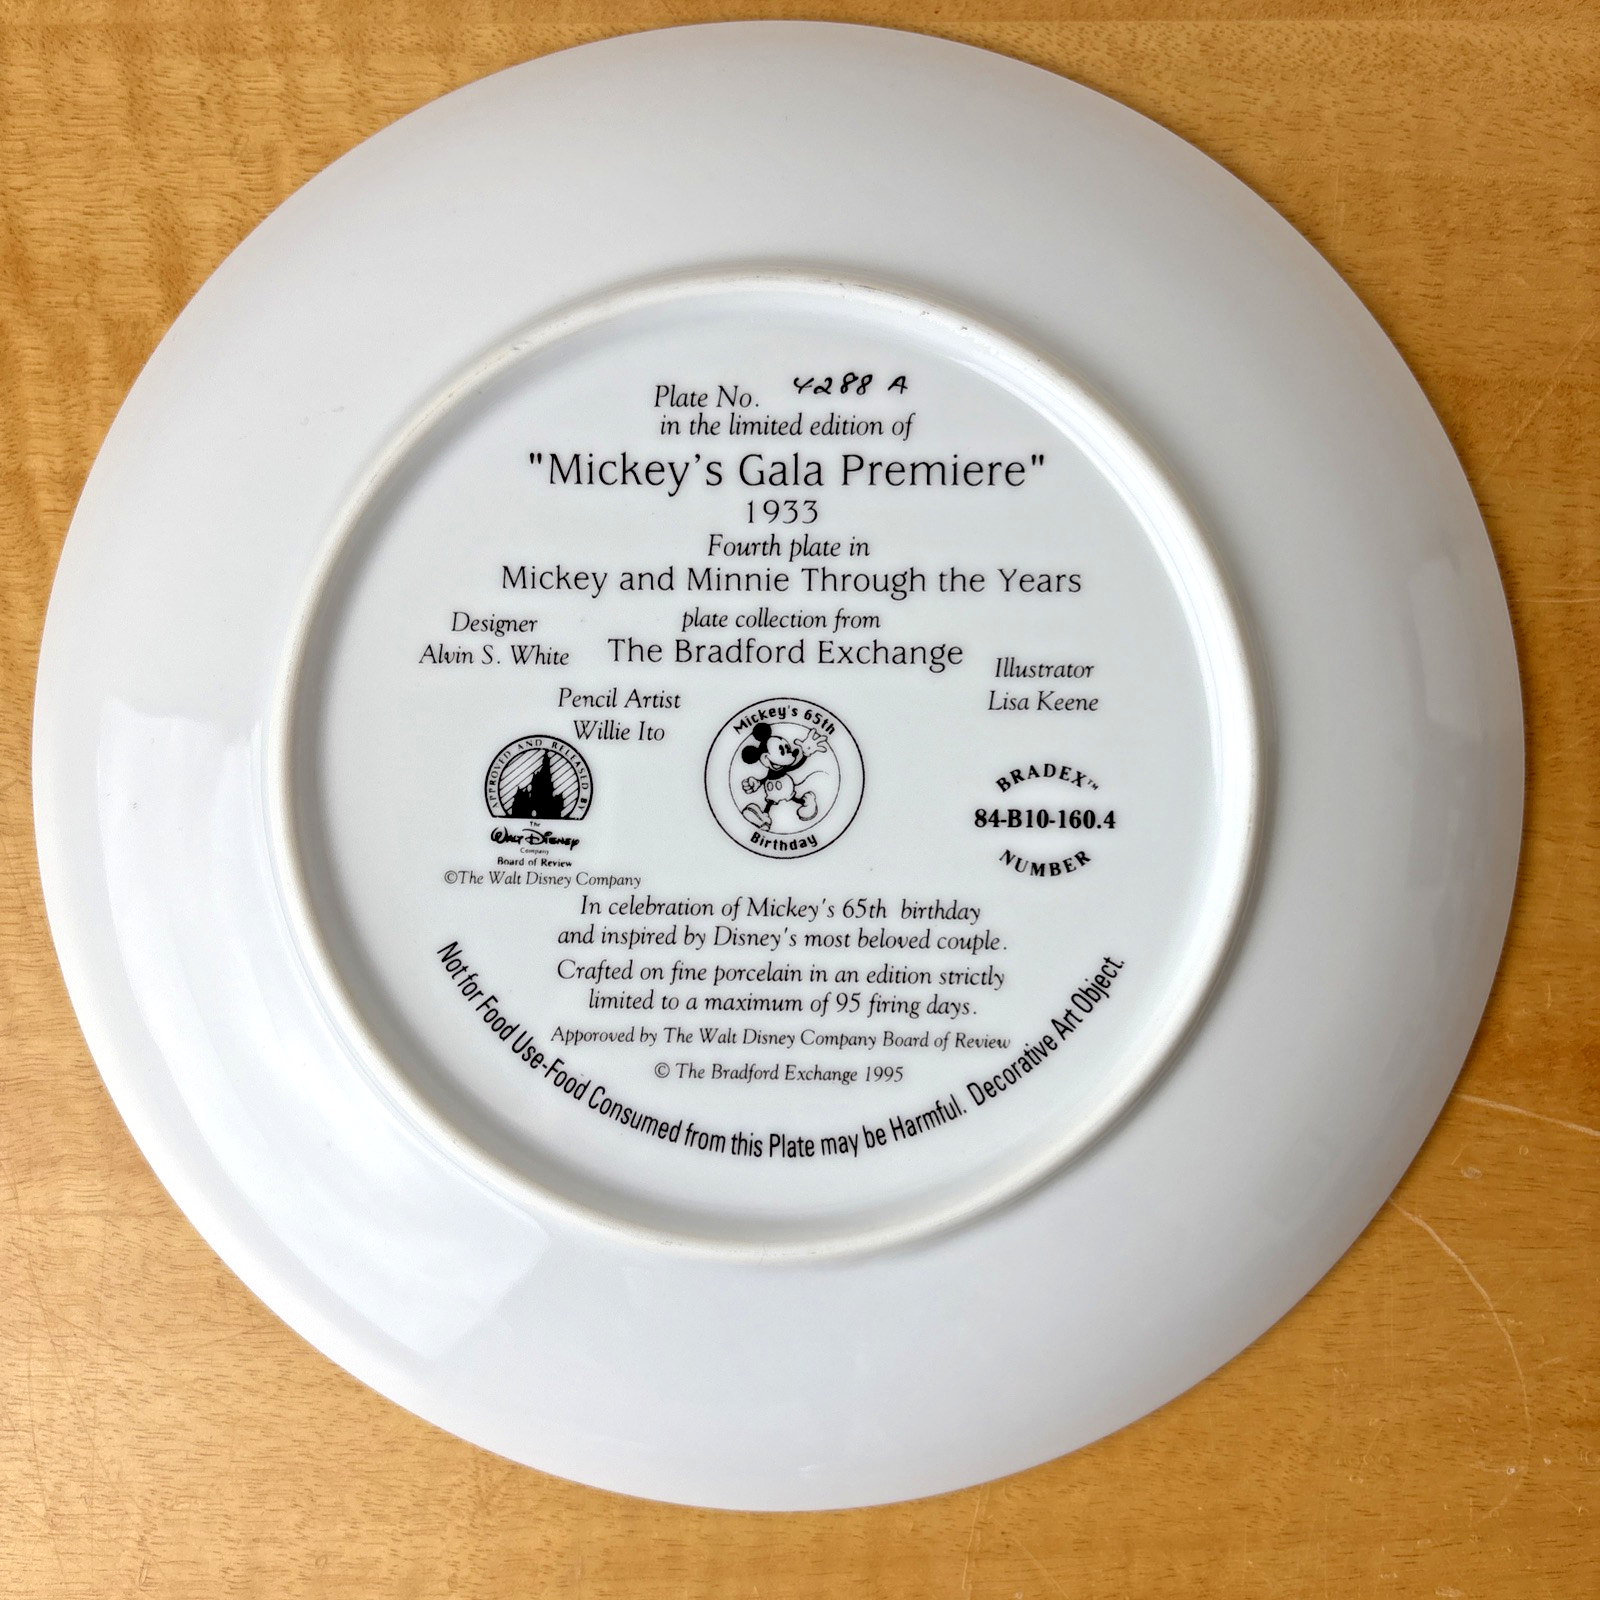 Plate No. 4288 A
in the limited edition of
"Mickey's Gala Premiere"
1933
Fourth plate in
Mickey and Minnie Through the Years
plate collection from
The Bradford Exchange
Designer
Alvin S. White
Illustrator
Lisa Keene
Pencil Artist
Willie Ito
APPROVED AND RELEASED BY
The
Walt Disney
Company
Board of Review
©The Walt Disney Company
Mickey's 65th
Birthday
BRADEX™
84-B10-160.4
NUMBER
In celebration of Mickey's 65th birthday
and inspired by Disney's most beloved couple.
Crafted on fine porcelain in an edition strictly
limited to a maximum of 95 firing days.
Apporoved by The Walt Disney Company Board of Review
© The Bradford Exchange 1995
Not for Food Use-Food Consumed from this Plate may be Harmful. Decorative Art Object.